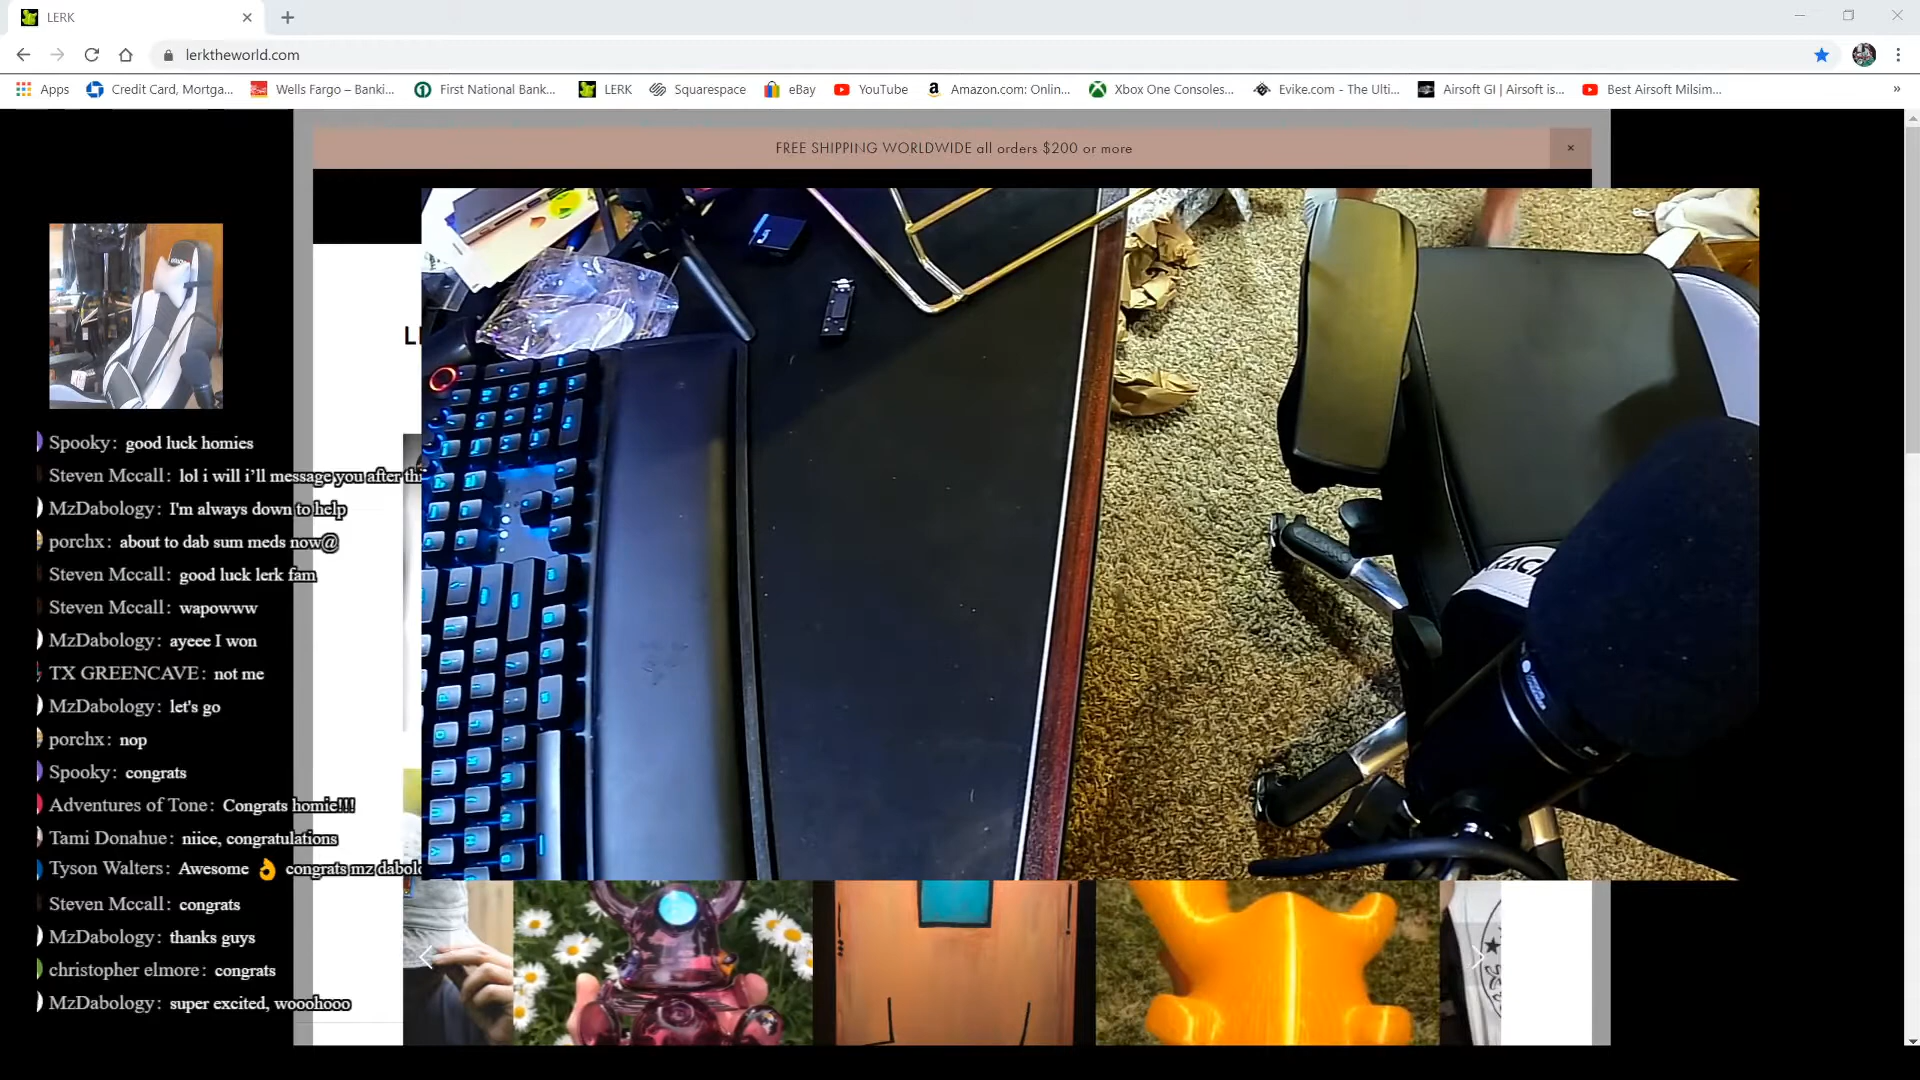 LERK
lerktheworld.com
Apps
Credit Card, Mortga...
Wells Fargo – Banki...
First National Bank...
LERK
Squarespace
eBay
YouTube
Amazon.com: Onlin...
Xbox One Consoles...
Evike.com - The Ulti...
Airsoft GI | Airsoft is...
Best Airsoft Milsim...
»
FREE SHIPPING WORLDWIDE all orders $200 or more
×
Spooky: good luck homies
Steven Mccall: lol i will i'll message you after thi
MzDabology: I'm always down to help
porchx: about to dab sum meds now@
Steven Mccall: good luck lerk fam
Steven Mccall: wapowww
MzDabology: ayeee I won
TX GREENCAVE: not me
MzDabology: let's go
porchx: nop
Spooky: congrats
Adventures of Tone: Congrats homie!!!
Tami Donahue: niice, congratulations
Tyson Walters: Awesome 👌 congrats mz dabolo
Steven Mccall: congrats
MzDabology: thanks guys
christopher elmore: congrats
MzDabology: super excited, wooohooo